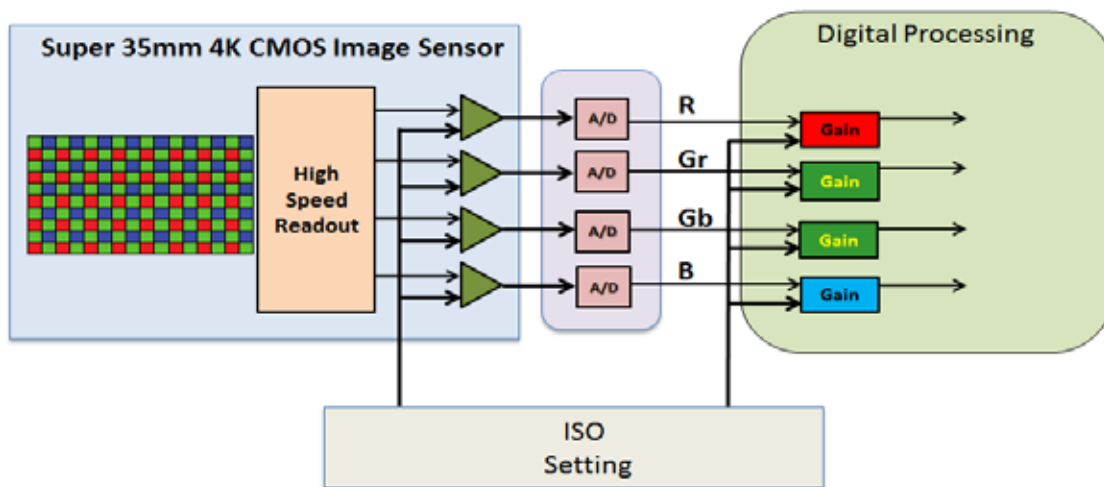 Super 35mm 4K CMOS Image Sensor
High
Speed
Readout
A/D
A/D
A/D
A/D
R
Gr
Gb
B
Digital Processing
Gain
Gain
Gain
Gain
ISO
Setting